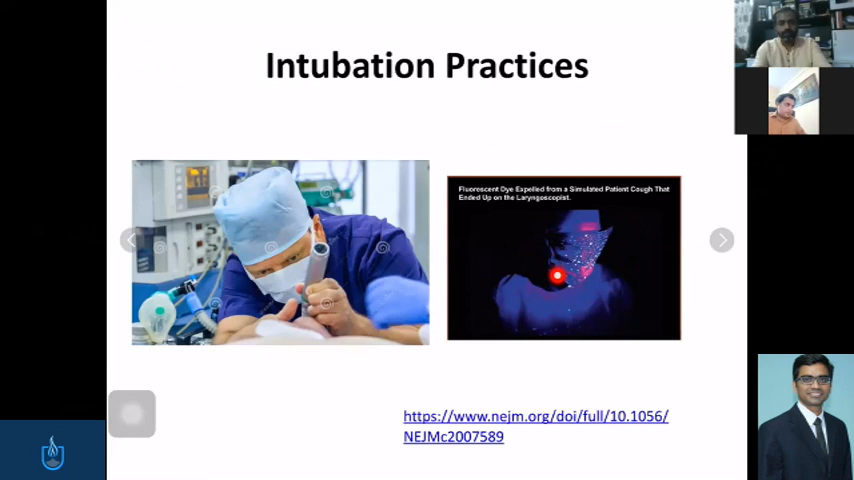 Intubation Practices
Fluorescent Dye Expelled from a Simulated Patient Cough That
Ended Up on the Laryngoscopist.
https://www.nejm.org/doi/full/10.1056/
NEJMc2007589